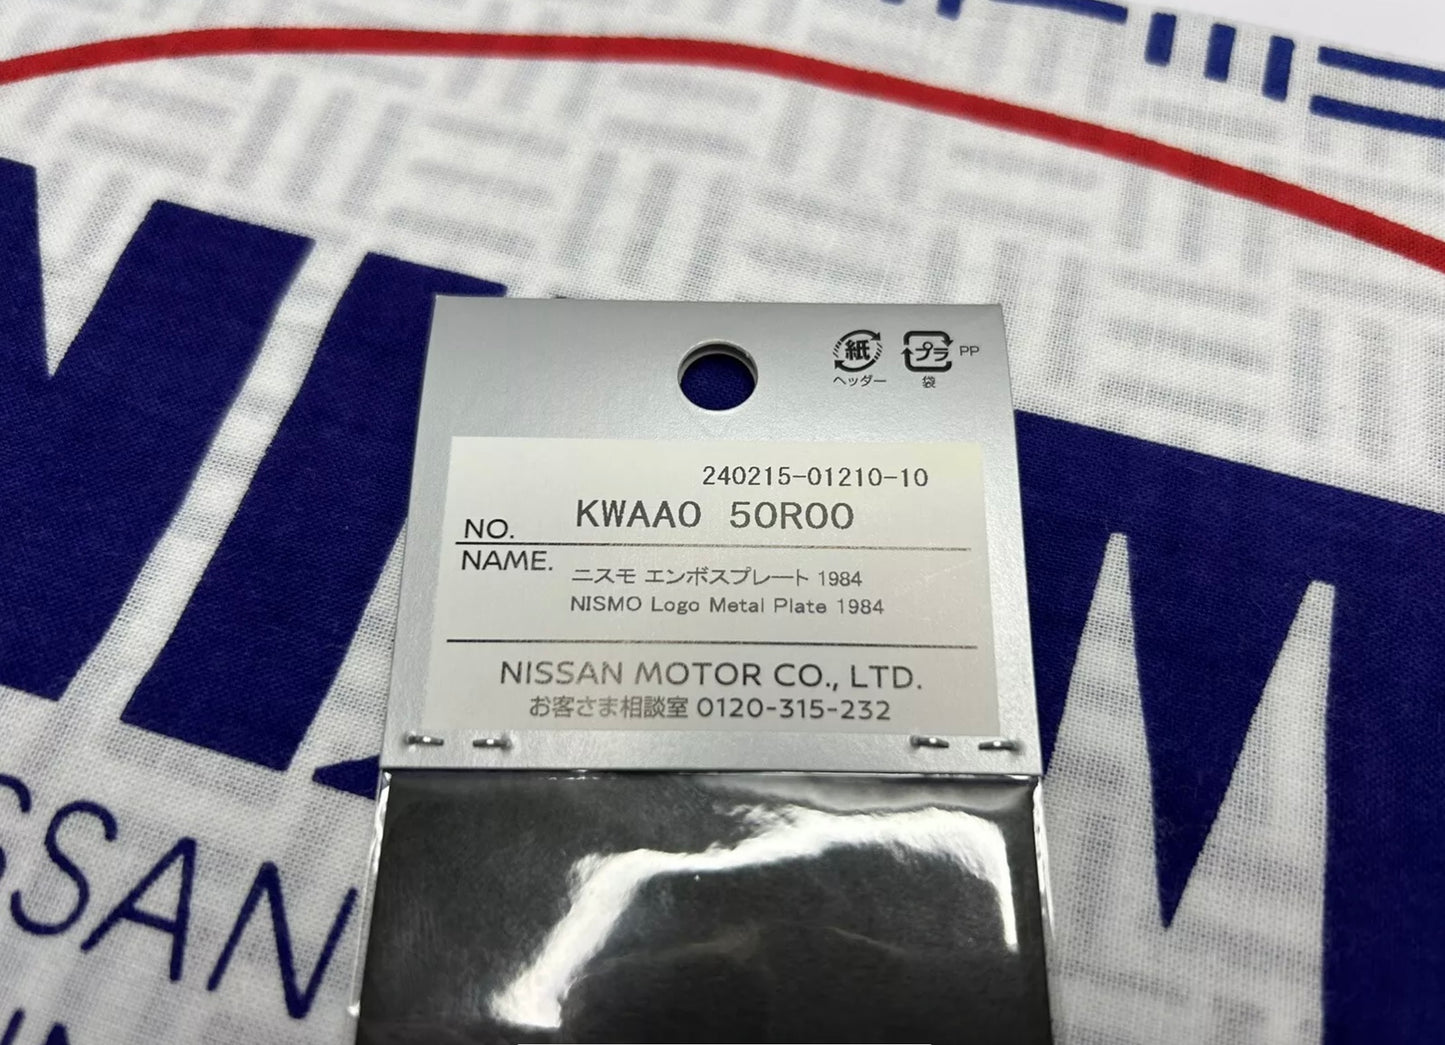 紙
プラ
PP
ヘッダー
袋
240215-01210-10
KWAA0 50R00
NO.
NAME.
ニスモ エンボスプレート 1984
NISMO Logo Metal Plate 1984
NISSAN MOTOR CO., LTD.
お客さま相談室 0120-315-232
SSAN